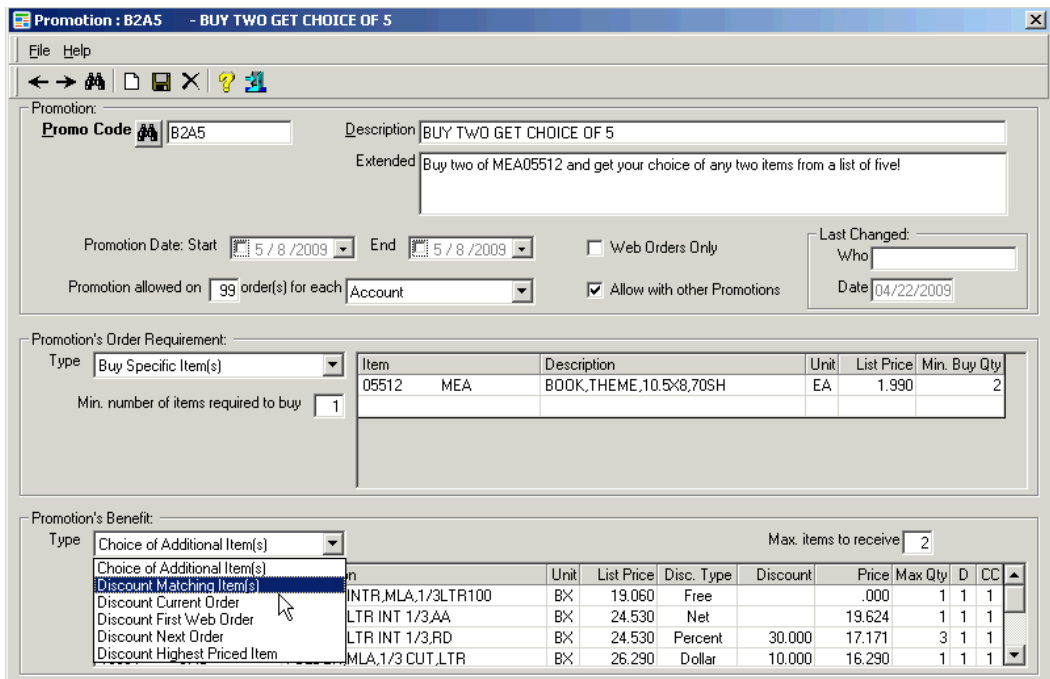 Promotion : B2A5 - BUY TWO GET CHOICE OF 5
File Help
Promotion:
Promo Code B2A5 Description BUY TWO GET CHOICE OF 5
Extended Buy two of MEA05512 and get your choice of any two items from a list of five!
Promotion Date: Start 5 / 8 /2009 End 5 / 8 /2009 Web Orders Only
Last Changed:
Who
Promotion allowed on 99 order(s) for each Account Allow with other Promotions Date 04/22/2009
Promotion's Order Requirement:
Type Buy Specific Item(s)
Item Description Unit List Price Min. Buy Qty
05512 MEA BOOK,THEME,10.5X8,70SH EA 1.990 2
Min. number of items required to buy 1
Promotion's Benefit:
Type Choice of Additional Item(s) Max. items to receive 2
Choice of Additional Item(s)
Discount Matching Item(s)
Discount Current Order
Discount First Web Order
Discount Next Order
Discount Highest Priced Item
n Unit List Price Disc. Type Discount Price Max Qty D CC
INTR,MLA,1/3LTR100 BX 19.060 Free .000 1 1 1
LTR INT 1/3,AA BX 24.530 Net 19.624 1 1 1
LTR INT 1/3,RD BX 24.530 Percent 30.000 17.171 3 1 1
MLA,1/3 CUT,LTR BX 26.290 Dollar 10.000 16.290 1 1 1